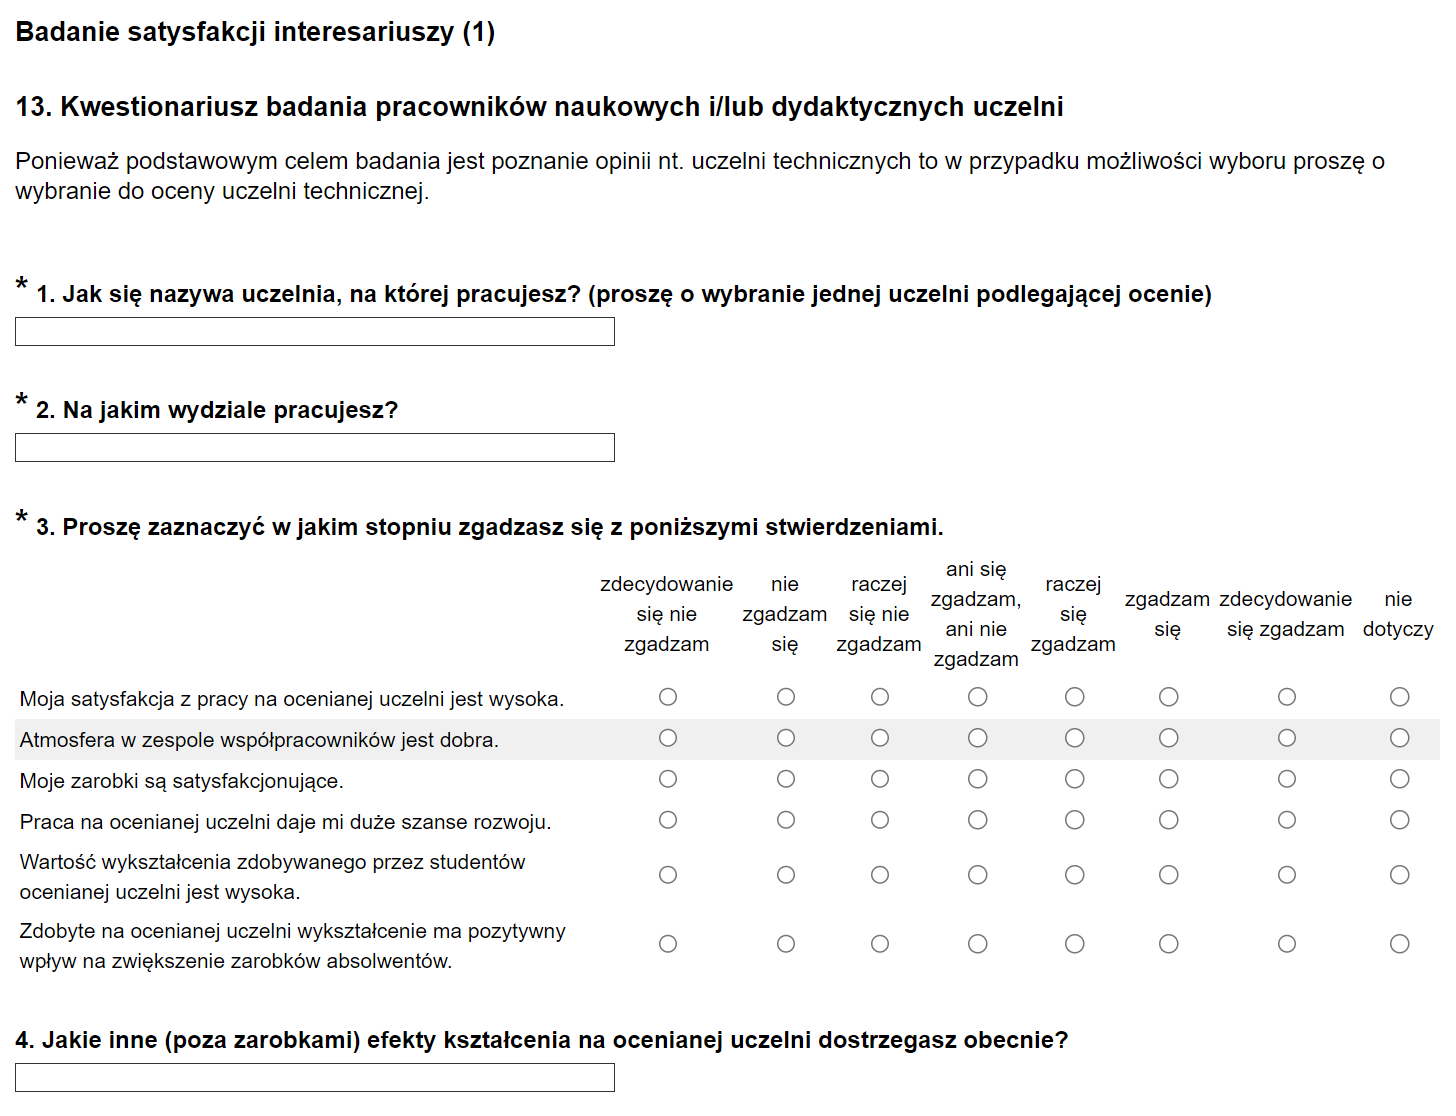 Badanie satysfakcji interesariuszy (1)
13. Kwestionariusz badania pracowników naukowych i/lub dydaktycznych uczelni
Ponieważ podstawowym celem badania jest poznanie opinii nt. uczelni technicznych to w przypadku możliwości wyboru proszę o
wybranie do oceny uczelni technicznej.
* 1. Jak się nazywa uczelnia, na której pracujesz? (proszę o wybranie jednej uczelni podlegającej ocenie)
* 2. Na jakim wydziale pracujesz?
* 3. Proszę zaznaczyć w jakim stopniu zgadzasz się z poniższymi stwierdzeniami.
zdecydowanie
się nie
zgadzam
nie
zgadzam
się
raczej
się nie
zgadzam
ani się
zgadzam,
ani nie
zgadzam
raczej
się
zgadzam
zgadzam
się
zdecydowanie
się zgadzam
nie
dotyczy
Moja satysfakcja z pracy na ocenianej uczelni jest wysoka.
Atmosfera w zespole współpracowników jest dobra.
Moje zarobki są satysfakcjonujące.
Praca na ocenianej uczelni daje mi duże szanse rozwoju.
Wartość wykształcenia zdobywanego przez studentów
ocenianej uczelni jest wysoka.
Zdobyte na ocenianej uczelni wykształcenie ma pozytywny
wpływ na zwiększenie zarobków absolwentów.
4. Jakie inne (poza zarobkami) efekty kształcenia na ocenianej uczelni dostrzegasz obecnie?